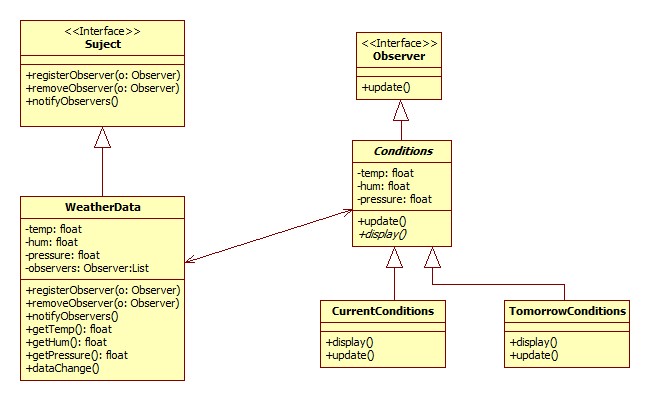 <<Interface>>
Suject
+registerObserver(o: Observer)
+removeObserver(o: Observer)
+notifyObservers()
<<Interface>>
Observer
+update()
Conditions
-temp: float
-hum: float
-pressure: float
+update()
+display()
WeatherData
-temp: float
-hum: float
-pressure: float
-observers: Observer:List
+registerObserver(o: Observer)
+removeObserver(o: Observer)
+notifyObservers()
+getTemp(): float
+getHum(): float
+getPressure(): float
+dataChange()
CurrentConditions
+display()
+update()
TomorrowConditions
+display()
+update()